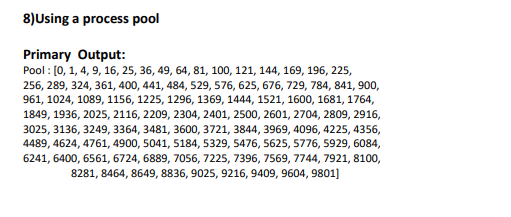 8)Using a process pool
Primary Output:
Pool : [0, 1, 4, 9, 16, 25, 36, 49, 64, 81, 100, 121, 144, 169, 196, 225,
256, 289, 324, 361, 400, 441, 484, 529, 576, 625, 676, 729, 784, 841, 900,
961, 1024, 1089, 1156, 1225, 1296, 1369, 1444, 1521, 1600, 1681, 1764,
1849, 1936, 2025, 2116, 2209, 2304, 2401, 2500, 2601, 2704, 2809, 2916,
3025, 3136, 3249, 3364, 3481, 3600, 3721, 3844, 3969, 4096, 4225, 4356,
4489, 4624, 4761, 4900, 5041, 5184, 5329, 5476, 5625, 5776, 5929, 6084,
6241, 6400, 6561, 6724, 6889, 7056, 7225, 7396, 7569, 7744, 7921, 8100,
8281, 8464, 8649, 8836, 9025, 9216, 9409, 9604, 9801]